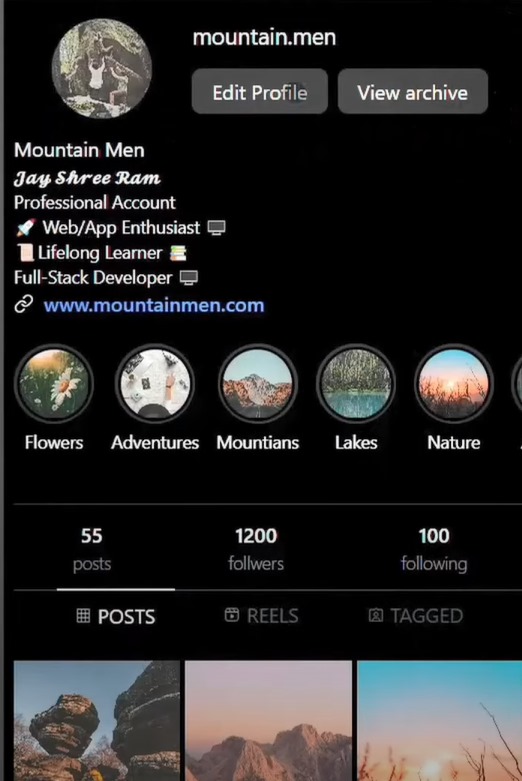 mountain.men
Edit Profile View archive
Mountain Men
𝓙𝓪𝔂 𝓢𝓱𝓻𝓮𝓮 𝓡𝓪𝓶
Professional Account
🚀 Web/App Enthusiast 🖥️
📜Lifelong Learner 📚
Full-Stack Developer 🖥️
www.mountainmen.com
Flowers Adventures Mountians Lakes Nature
55 1200 100
posts follwers following
POSTS REELS TAGGED